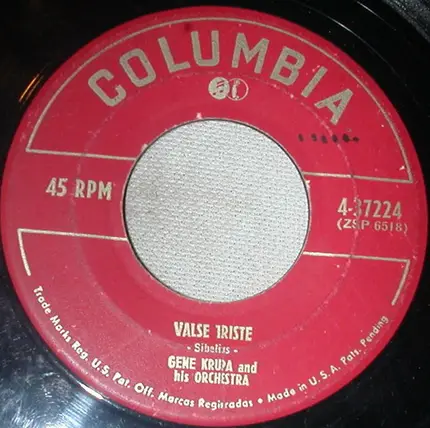 COLUMBIA
45 RPM
4-37224
(ZSP 6518)
VALSE TRISTE
- Sibelius -
GENE KRUPA and
his ORCHESTRA
Trade Marks Reg. U.S. Pat. Off. Marcas Registradas • Made in U.S.A. Pats. Pending